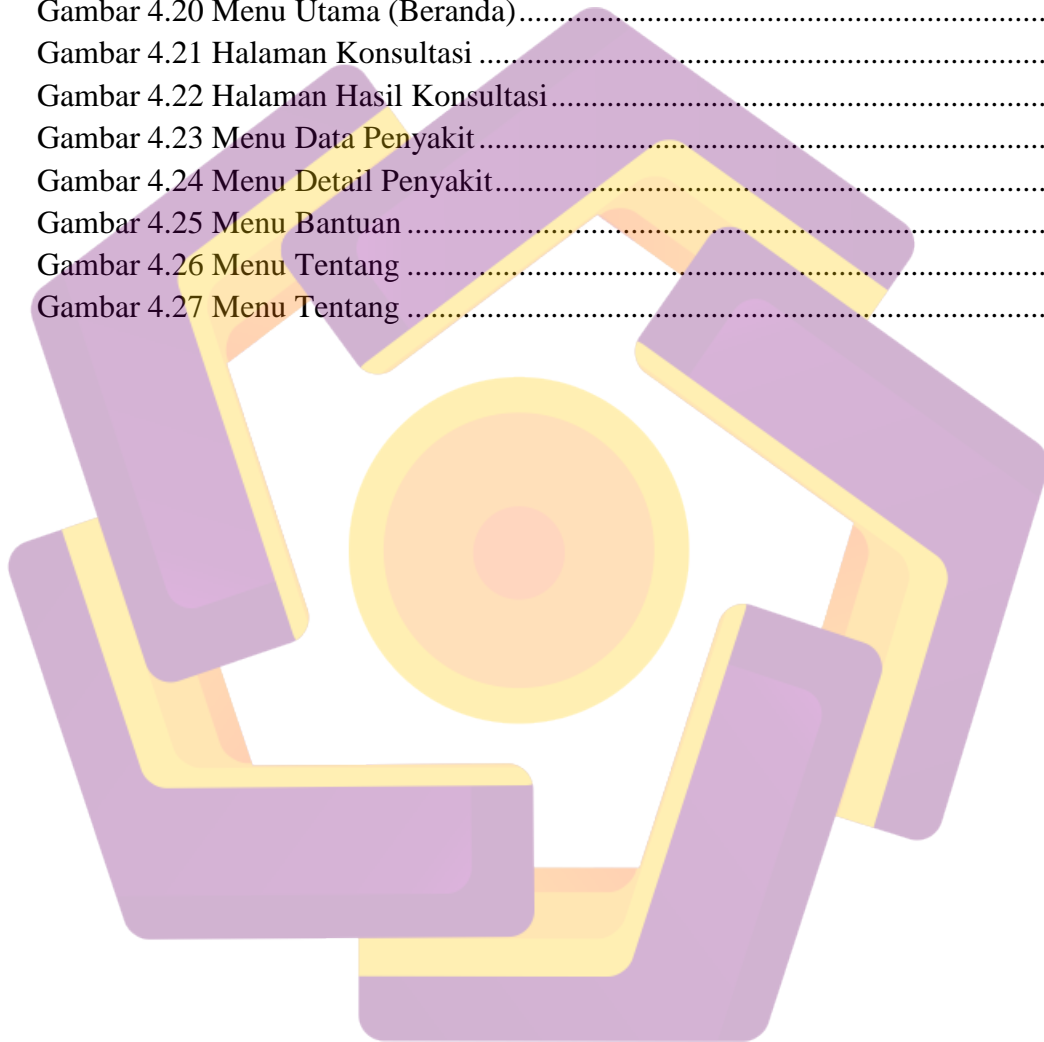 Gambar 4.20 Menu Utama (Beranda)..................................................................
Gambar 4.21 Halaman Konsultasi .......................................................................
Gambar 4.22 Halaman Hasil Konsultasi..............................................................
Gambar 4.23 Menu Data Penyakit.......................................................................
Gambar 4.24 Menu Detail Penyakit.....................................................................
Gambar 4.25 Menu Bantuan ................................................................................
Gambar 4.26 Menu Tentang ................................................................................
Gambar 4.27 Menu Tentang ................................................................................